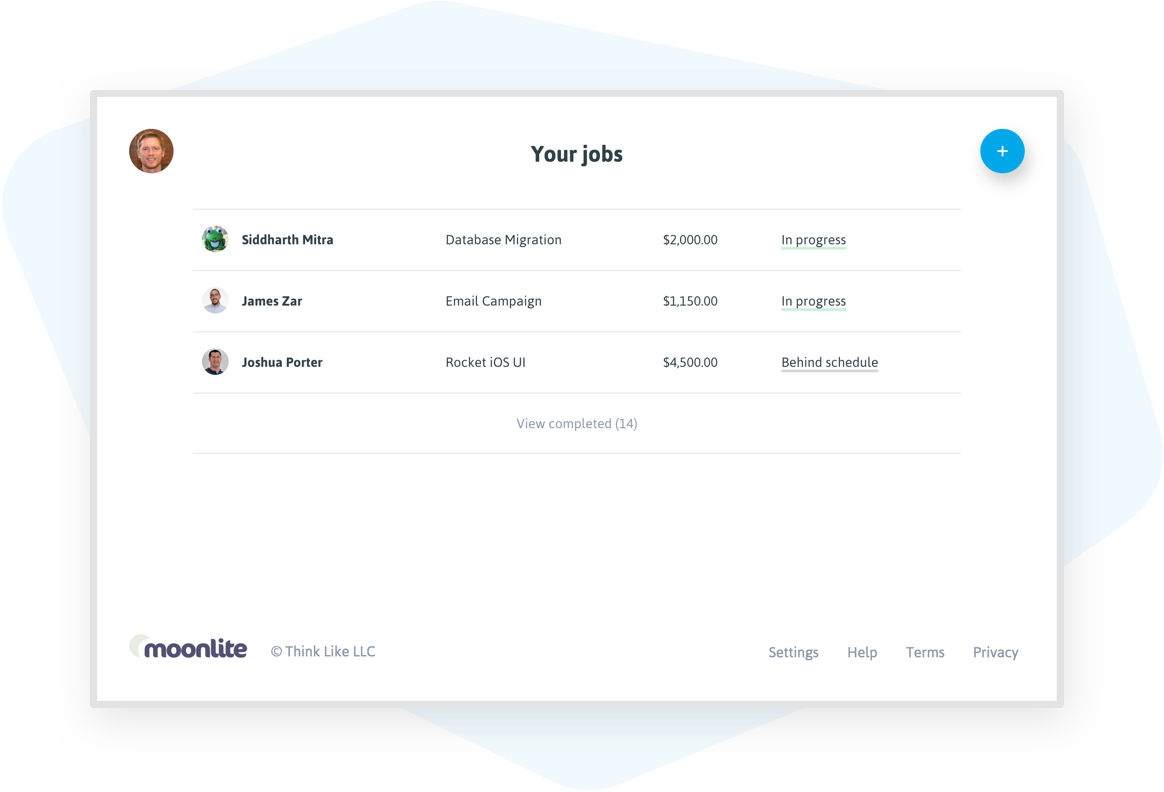 Your jobs
+
Siddharth Mitra Database Migration $2,000.00 In progress
James Zar Email Campaign $1,150.00 In progress
Joshua Porter Rocket iOS UI $4,500.00 Behind schedule
View completed (14)
moonlite © Think Like LLC Settings Help Terms Privacy